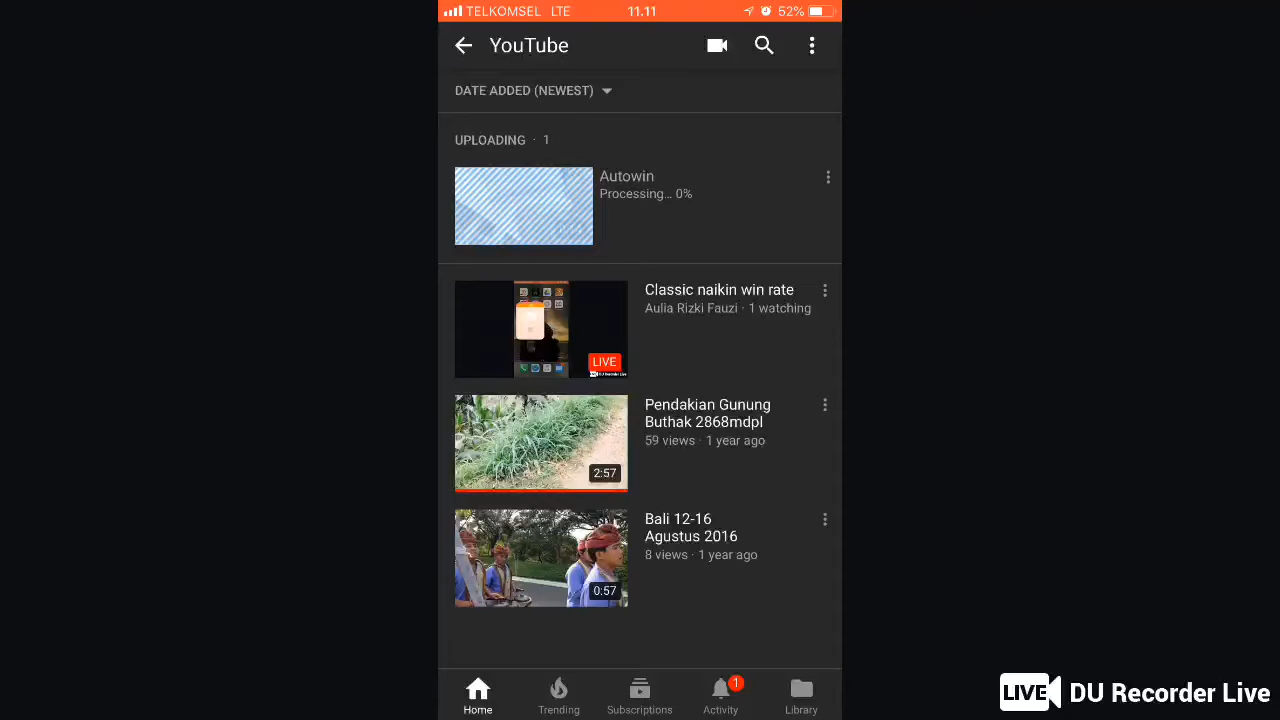 TELKOMSEL LTE 11.11 52%
YouTube
DATE ADDED (NEWEST)
UPLOADING · 1
Autowin
Processing... 0%
Classic naikin win rate
Aulia Rizki Fauzi · 1 watching
LIVE
DU Recorder Live
Pendakian Gunung
Buthak 2868mdpl
59 views · 1 year ago
2:57
Bali 12-16
Agustus 2016
8 views · 1 year ago
0:57
1
Home Trending Subscriptions Activity Library
LIVE DU Recorder Live